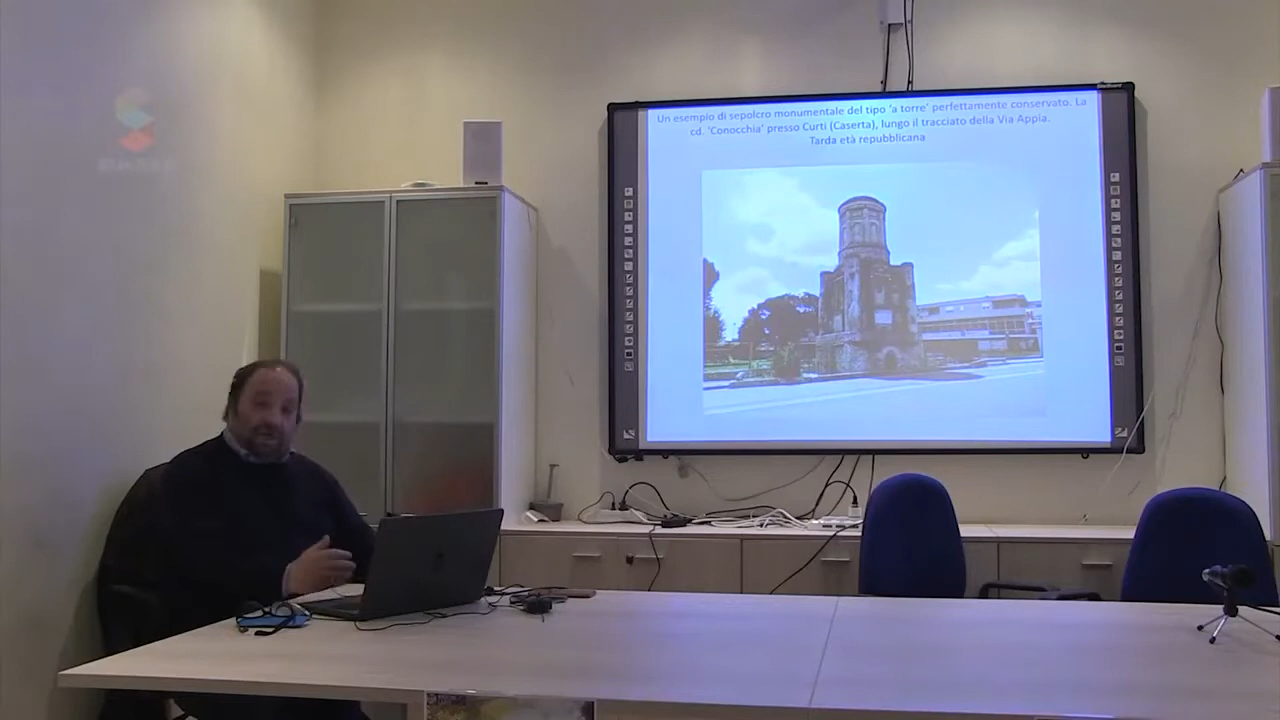 Un esempio di sepolcro monumentale del tipo 'a torre' perfettamente conservato. La
cd. 'Conocchia' presso Curti (Caserta), lungo il tracciato della Via Appia.
Tarda età repubblicana